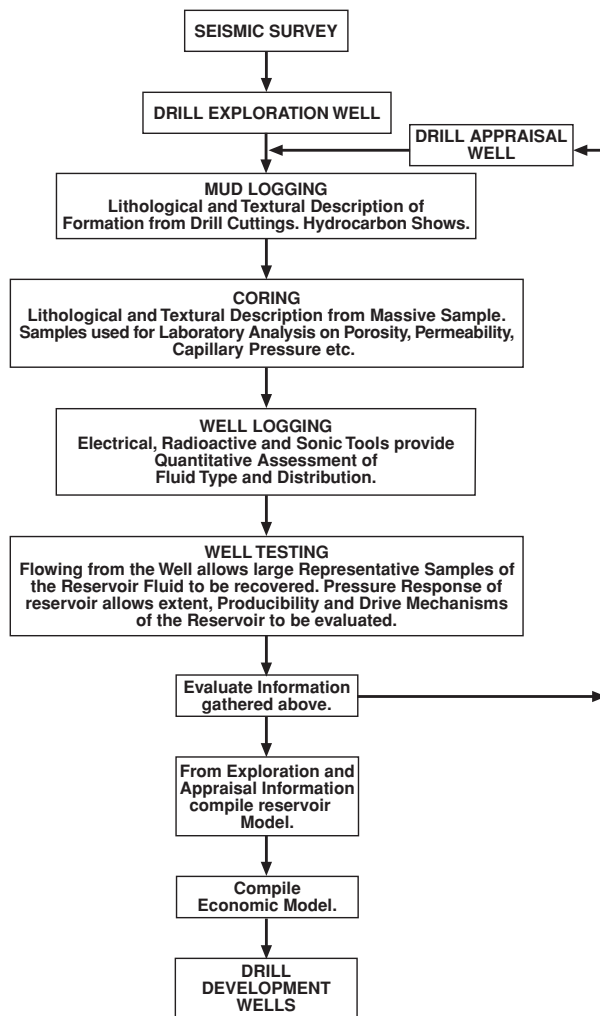 SEISMIC SURVEY
DRILL EXPLORATION WELL
DRILL APPRAISAL
WELL
MUD LOGGING
Lithological and Textural Description of
Formation from Drill Cuttings. Hydrocarbon Shows.
CORING
Lithological and Textural Description from Massive Sample.
Samples used for Laboratory Analysis on Porosity, Permeability,
Capillary Pressure etc.
WELL LOGGING
Electrical, Radioactive and Sonic Tools provide
Quantitative Assessment of
Fluid Type and Distribution.
WELL TESTING
Flowing from the Well allows large Representative Samples of
the Reservoir Fluid to be recovered. Pressure Response of
reservoir allows extent, Producibility and Drive Mechanisms
of the Reservoir to be evaluated.
Evaluate Information
gathered above.
From Exploration and
Appraisal Information
compile reservoir
Model.
Compile
Economic Model.
DRILL
DEVELOPMENT
WELLS